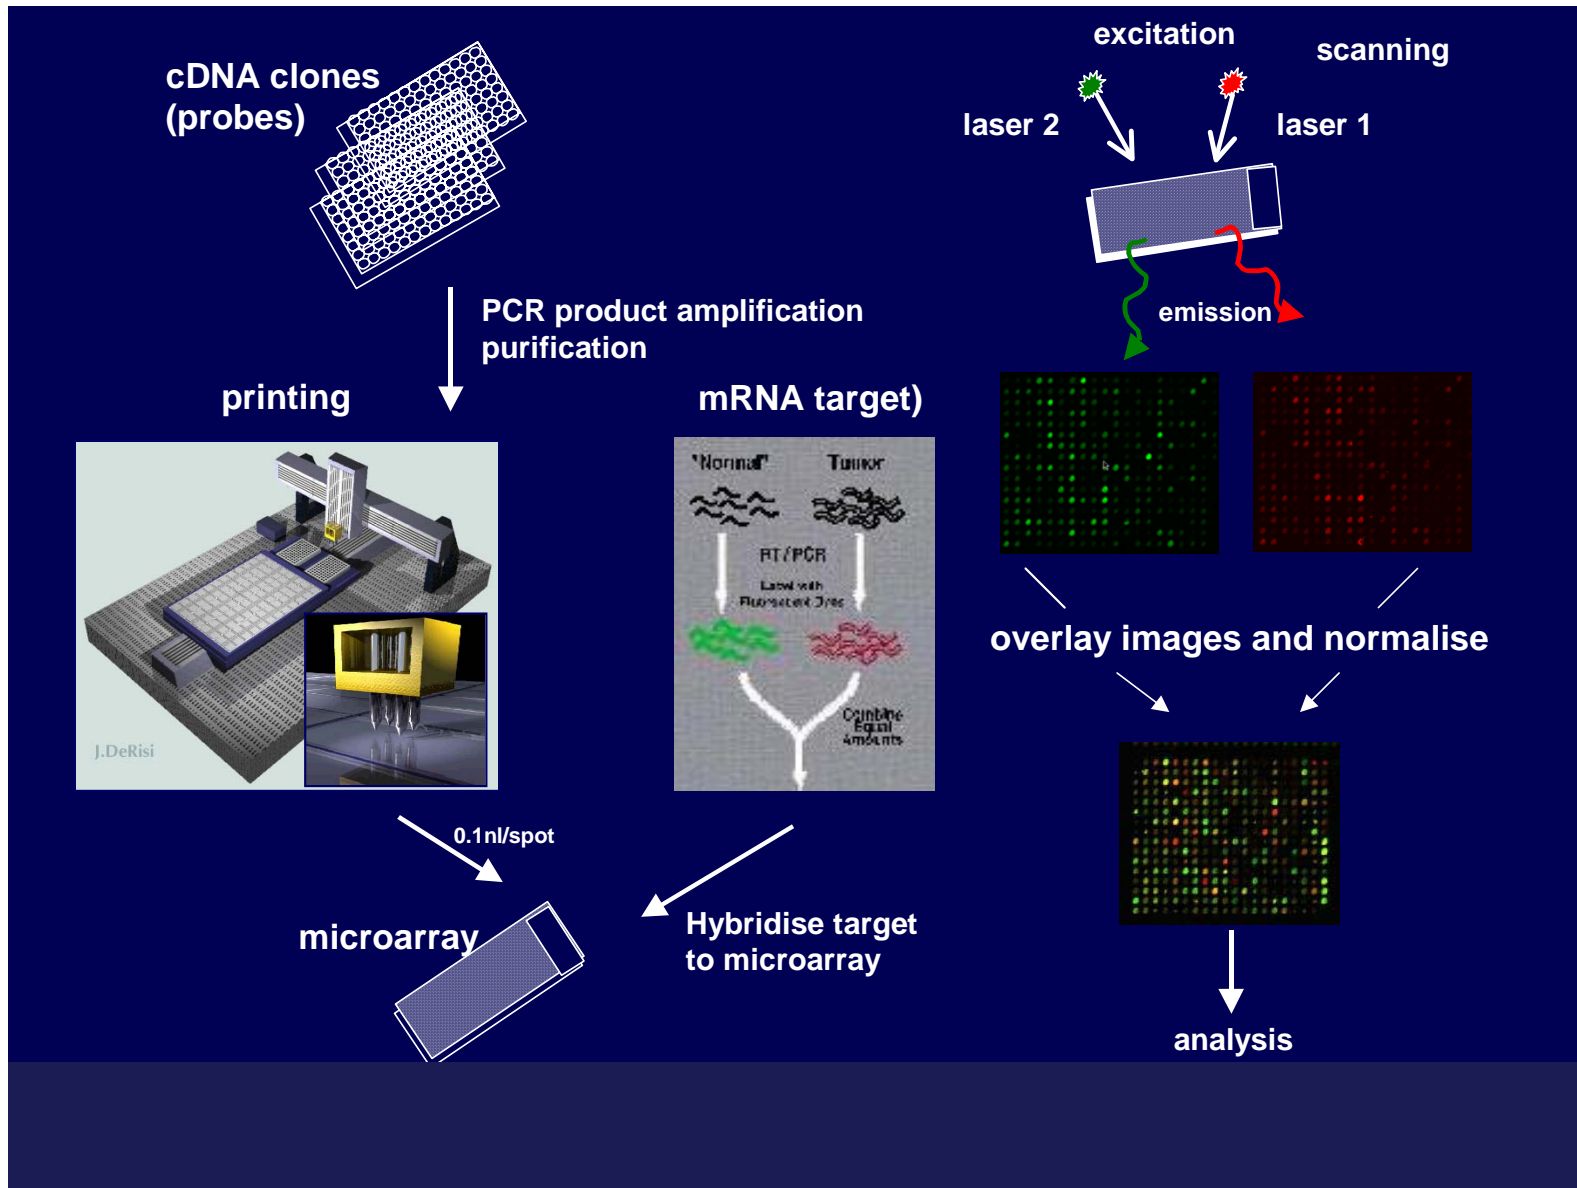 cDNA clones
(probes)
PCR product amplification
purification
printing
J.DeRisi
0.1nl/spot
microarray
mRNA target)
"Normal" Tumor
RT/PCR
Label with
Fluorescent Dyes
Combine
Equal
Amounts
Hybridise target
to microarray
excitation
scanning
laser 2
laser 1
emission
overlay images and normalise
analysis